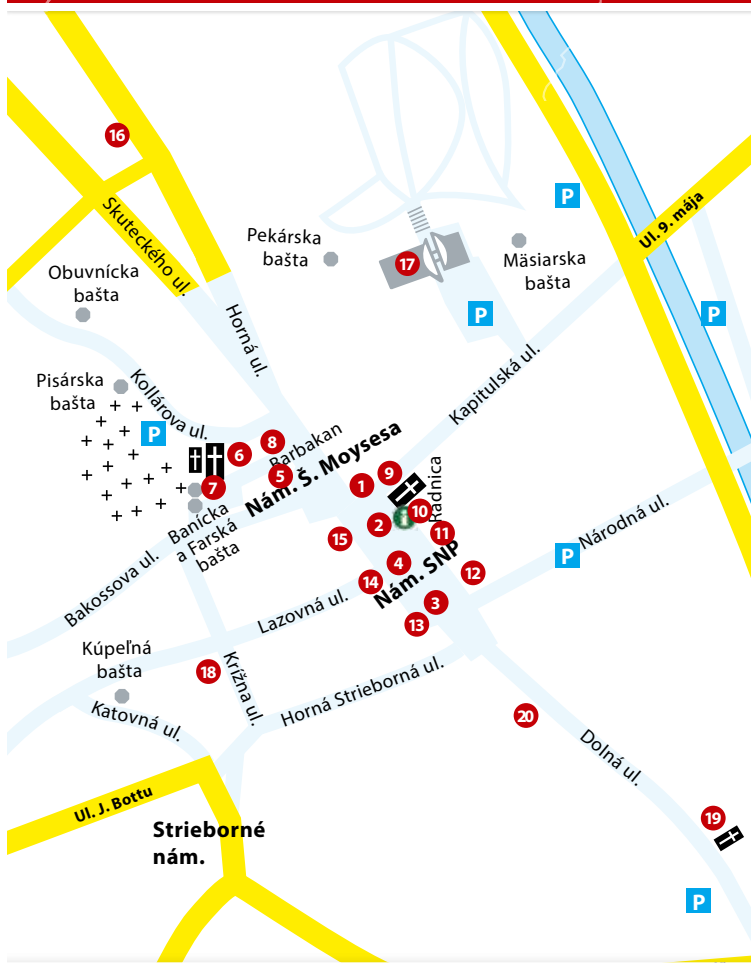 16
P
Skuteckého ul.
Ul. 9. mája
Pekárska
bašta
17
Mäsiarska
bašta
Obuvnícka
bašta
P
P
Horná ul.
Kapitulská ul.
Pisárska
bašta
Kollárova ul.
P
8
Barbakan
6
5
Nám. Š. Moysesa
7
1
9
Radnica
10
i
2
11
15
Banícka
a Farská
bašta
Bakossova ul.
Národná ul.
P
4
Nám. SNP
12
14
3
13
Lazovná ul.
Kúpeľná
bašta
18
Krížna ul.
Horná Strieborná ul.
Katovná ul.
20
Dolná ul.
Ul. J. Bottu
Strieborné
nám.
19
P